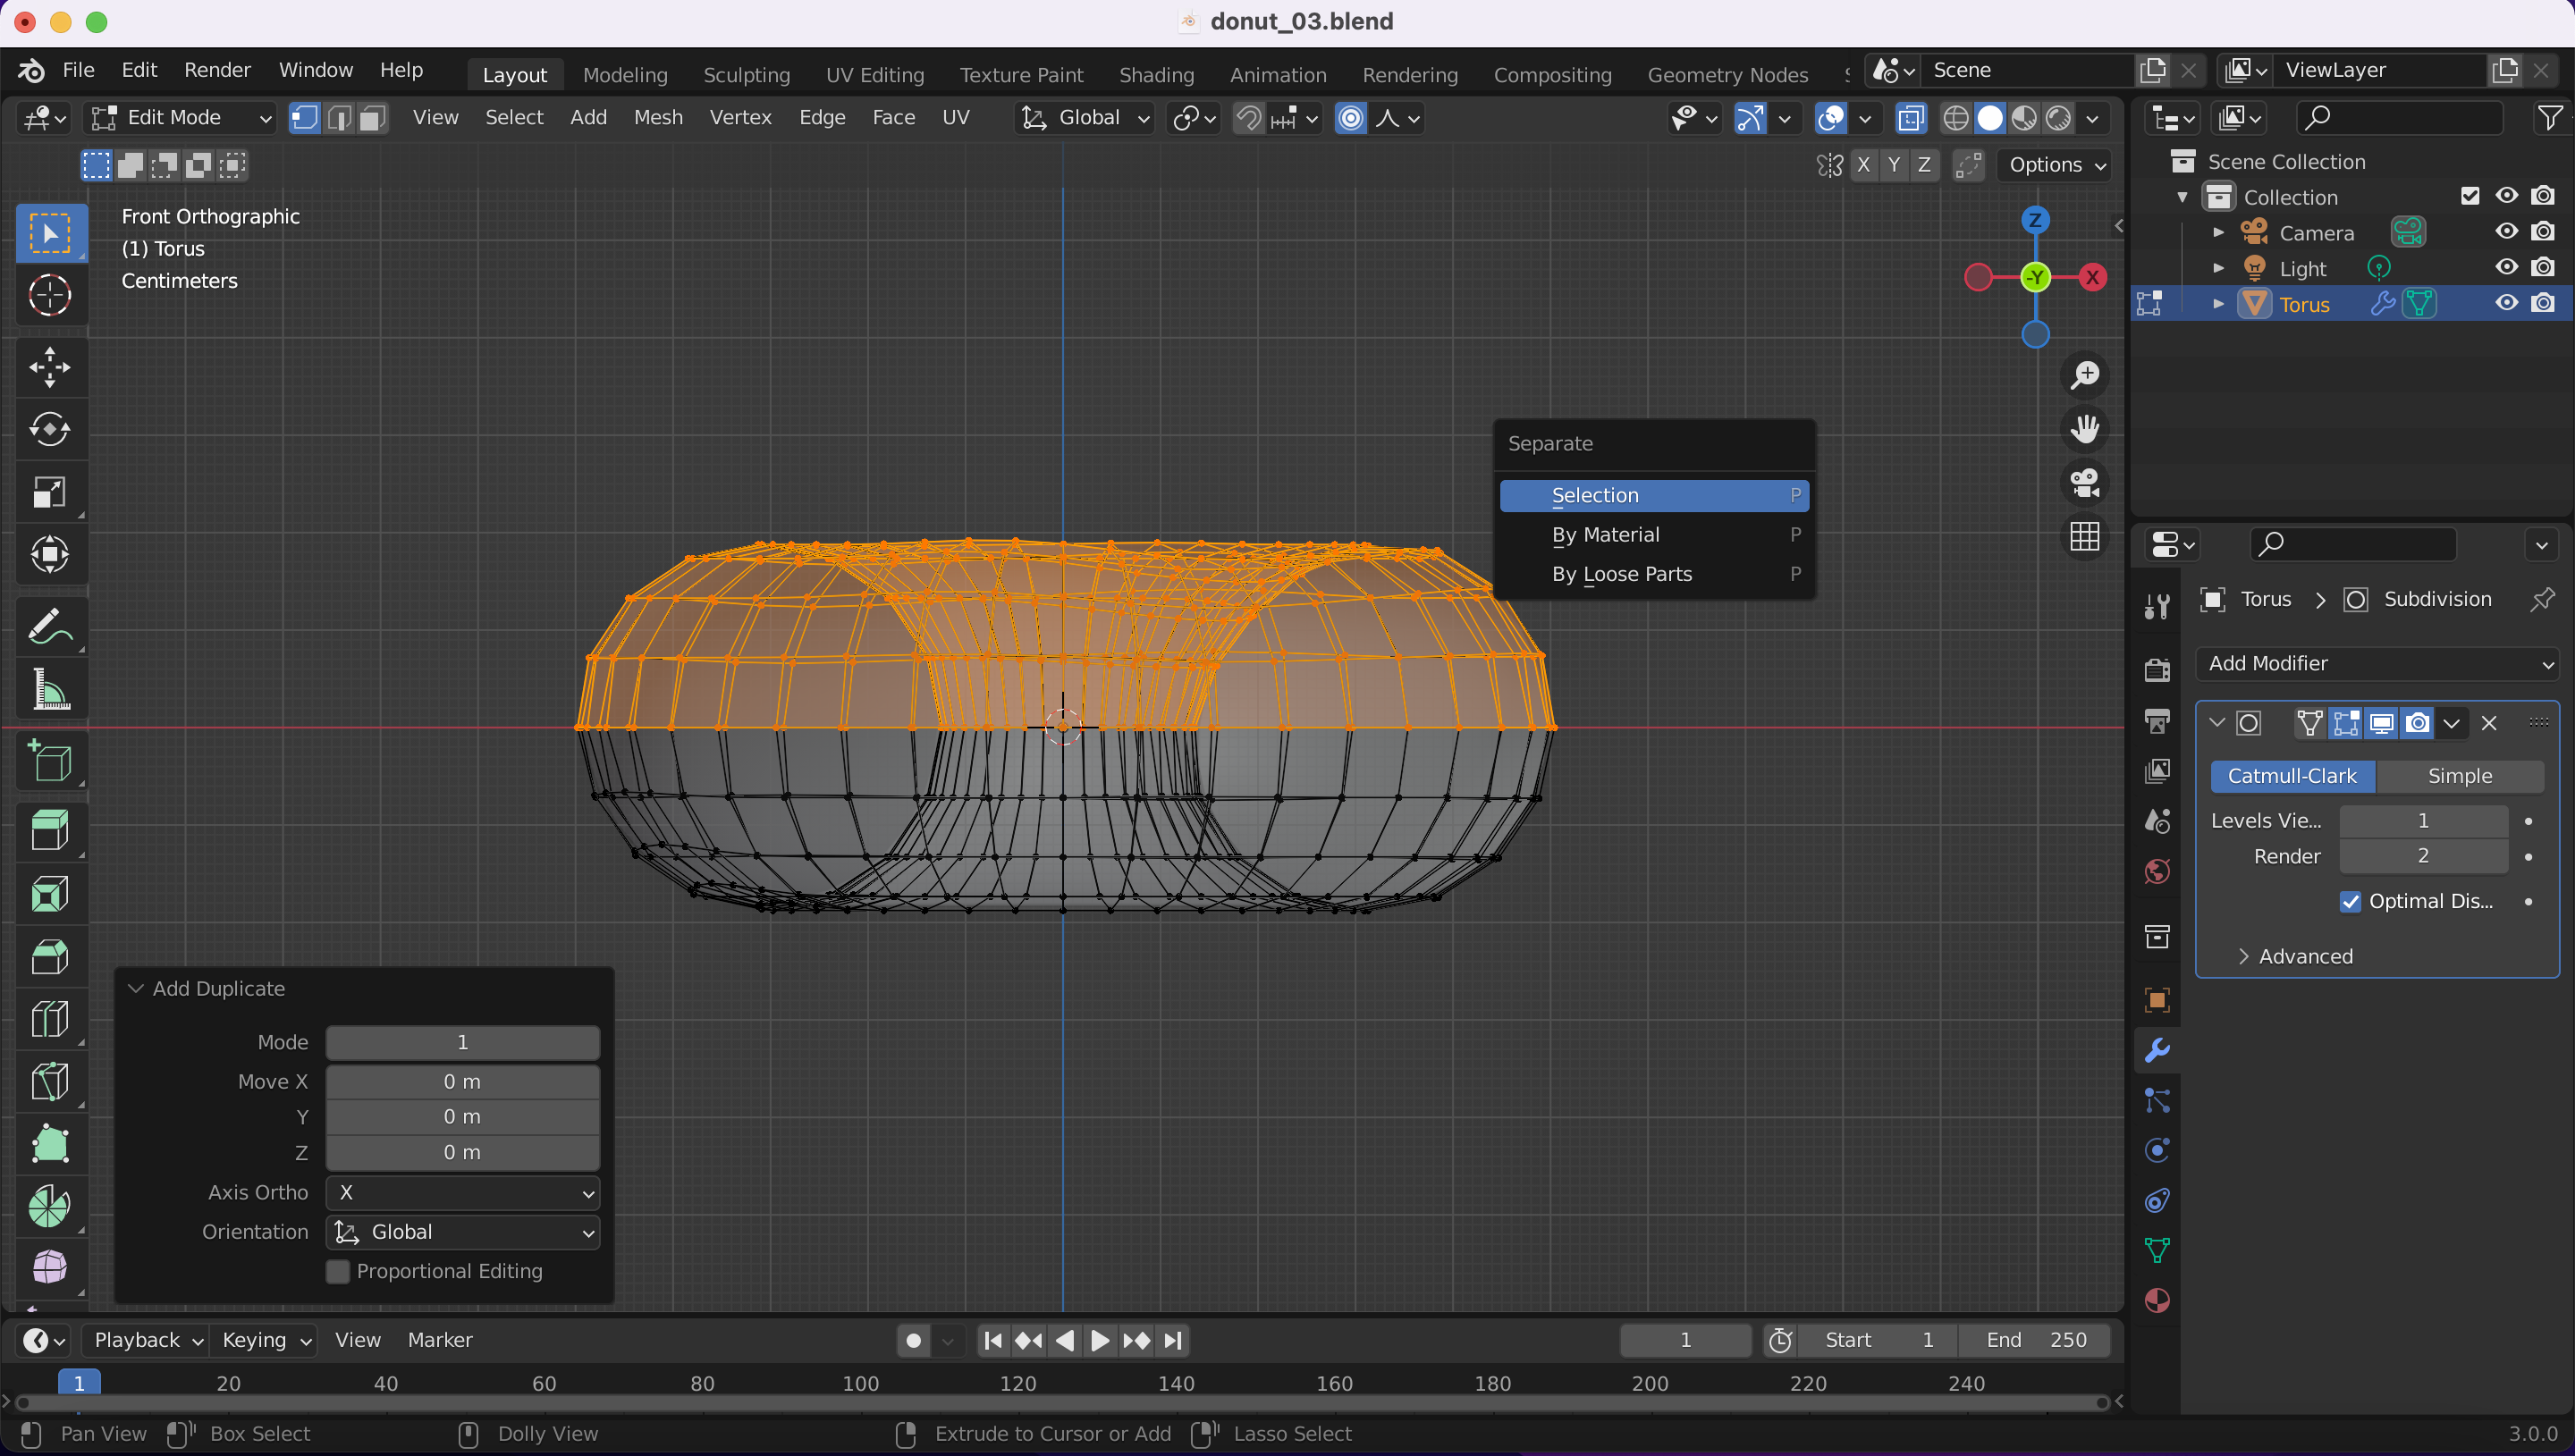 donut_03.blend
File Edit Render Window Help
Layout Modeling Sculpting UV Editing Texture Paint Shading Animation Rendering Compositing Geometry Nodes
Scene
ViewLayer
Edit Mode
View Select Add Mesh Vertex Edge Face UV
Global
X Y Z
Options
Front Orthographic
(1) Torus
Centimeters
Z
-Y
X
Scene Collection
Collection
Camera
Light
Torus
Separate
Selection P
By Material P
By Loose Parts P
Torus > Subdivision
Add Modifier
Catmull-Clark Simple
Levels Vie... 1
Render 2
Optimal Dis...
Advanced
Add Duplicate
Mode 1
Move X 0 m
Y 0 m
Z 0 m
Axis Ortho X
Orientation Global
Proportional Editing
Playback Keying View Marker
1
Start 1 End 250
1 20 40 60 80 100 120 140 160 180 200 220 240
Pan View Box Select Dolly View Extrude to Cursor or Add Lasso Select 3.0.0